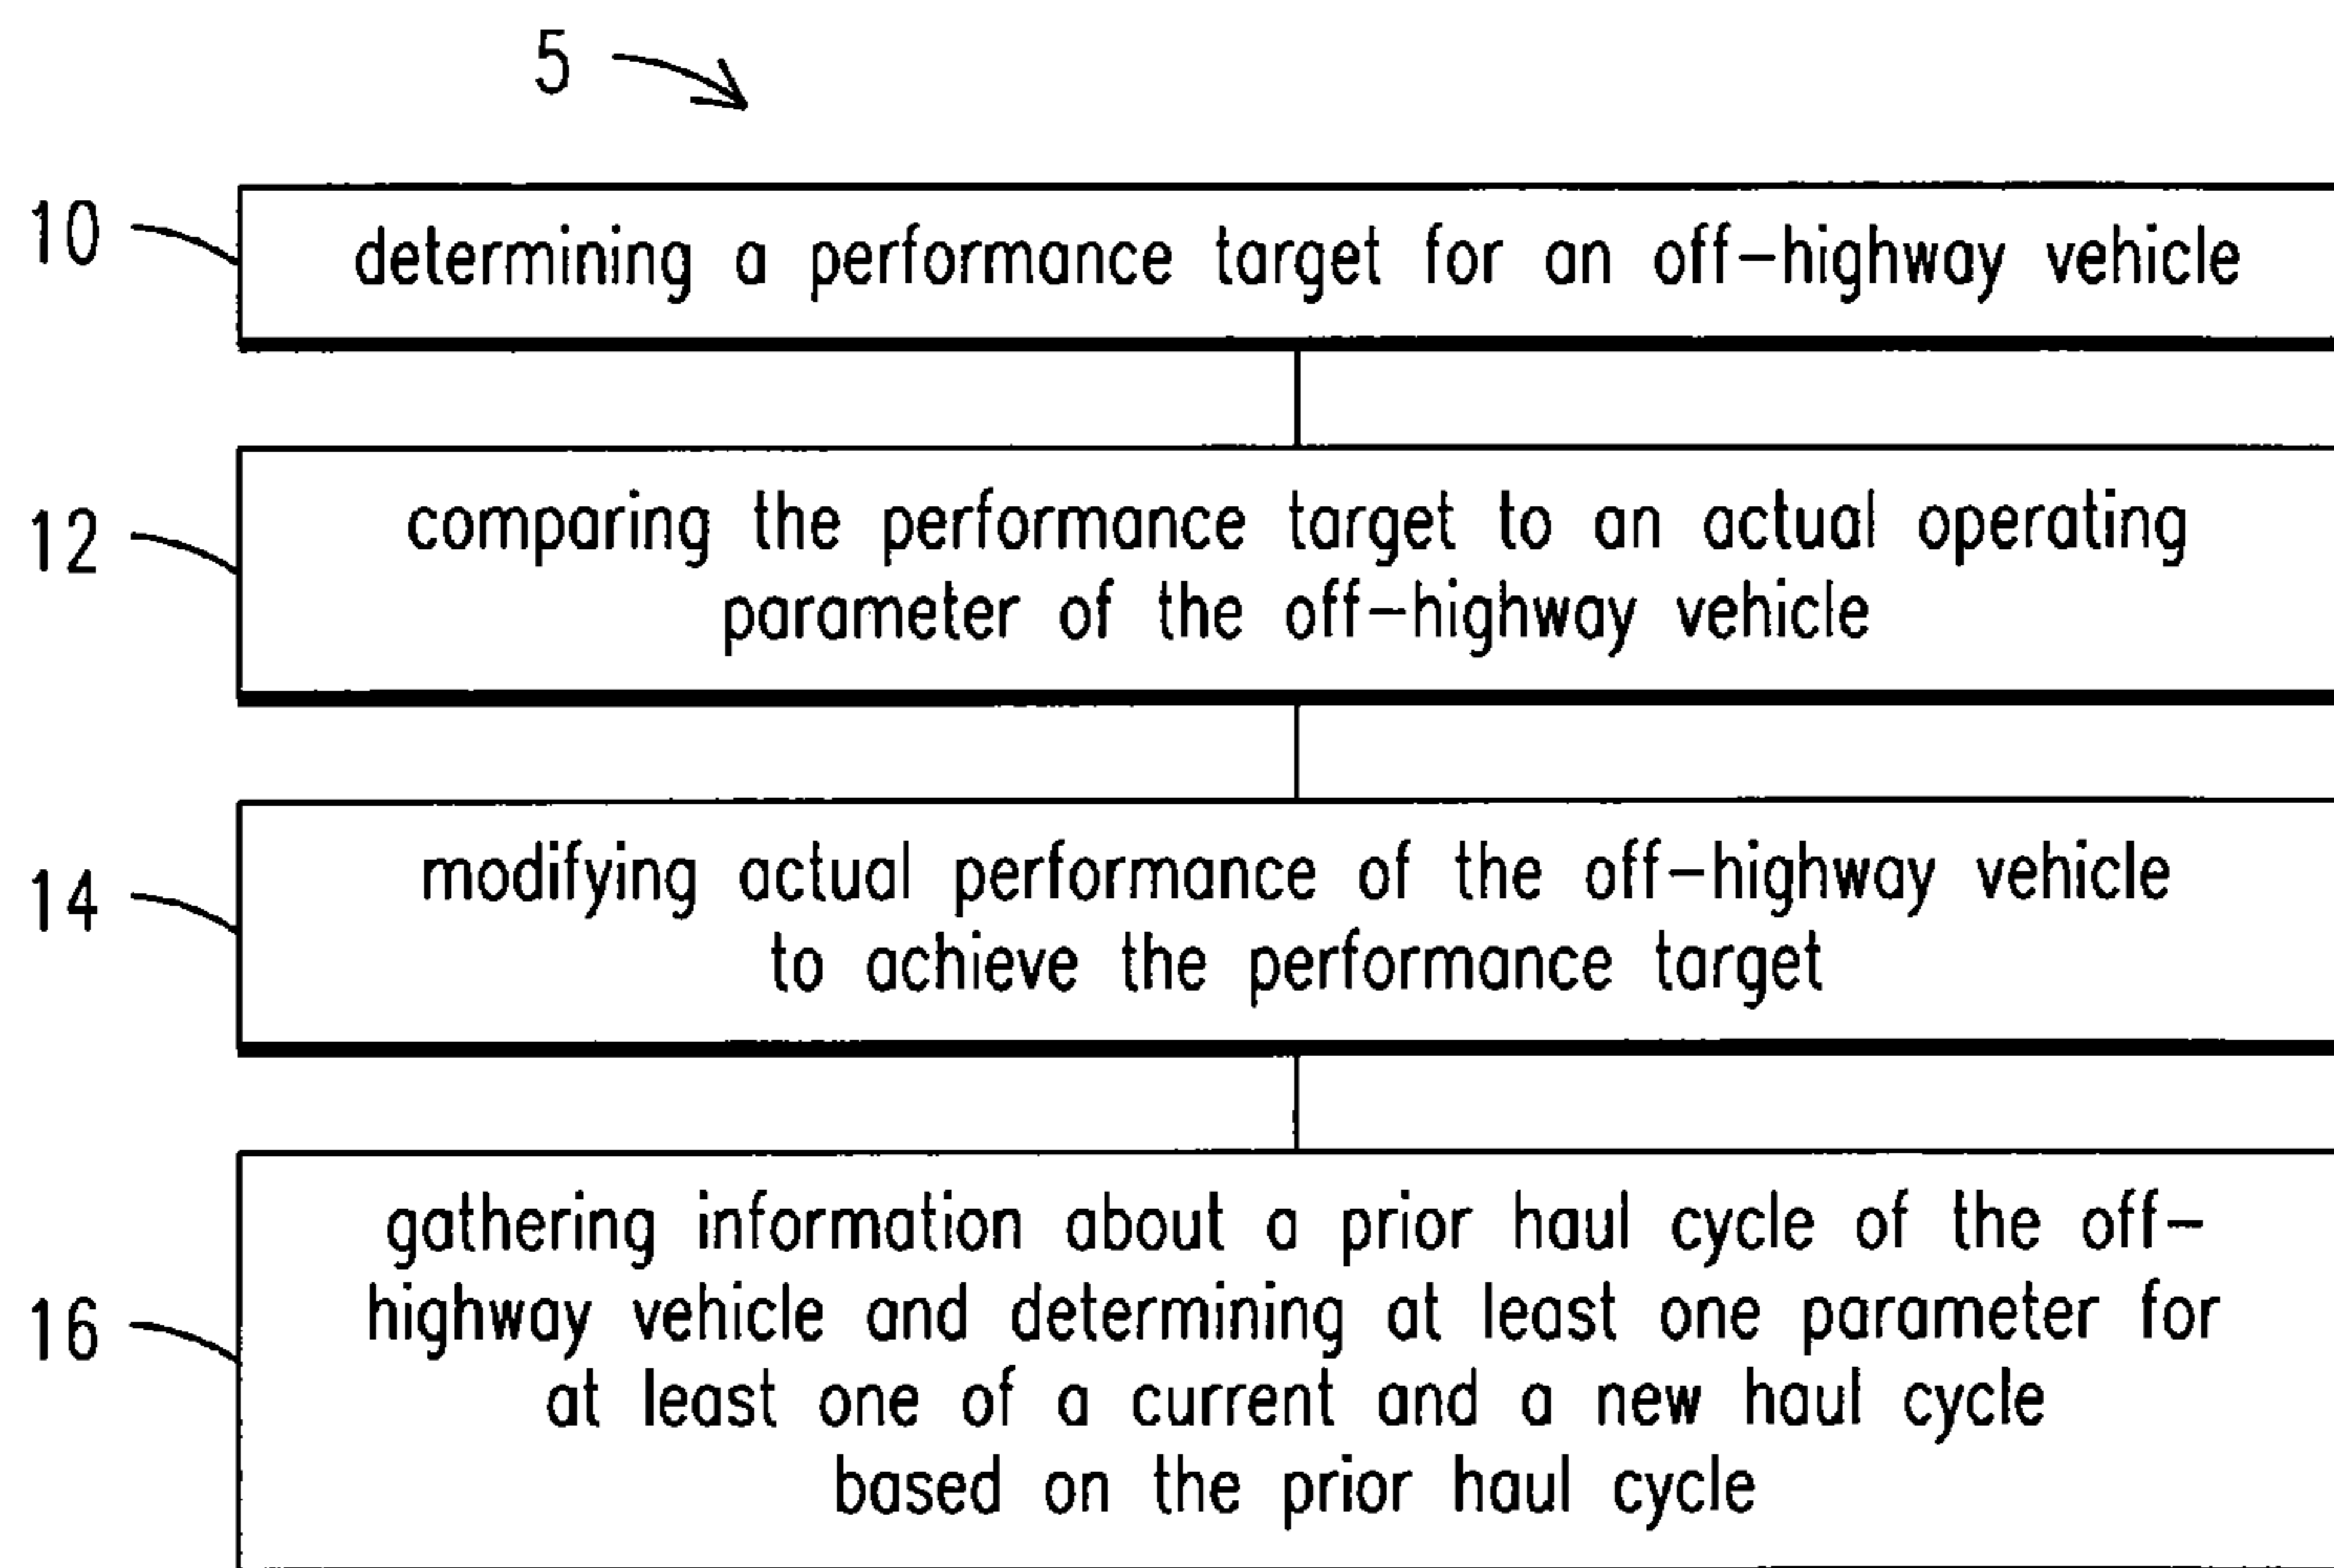 5
10
determining a performance target for an off-highway vehicle
12
comparing the performance target to an actual operating
parameter of the off-highway vehicle
14
modifying actual performance of the off-highway vehicle
to achieve the performance target
16
gathering information about a prior haul cycle of the off-
highway vehicle and determining at least one parameter for
at least one of a current and a new haul cycle
based on the prior haul cycle